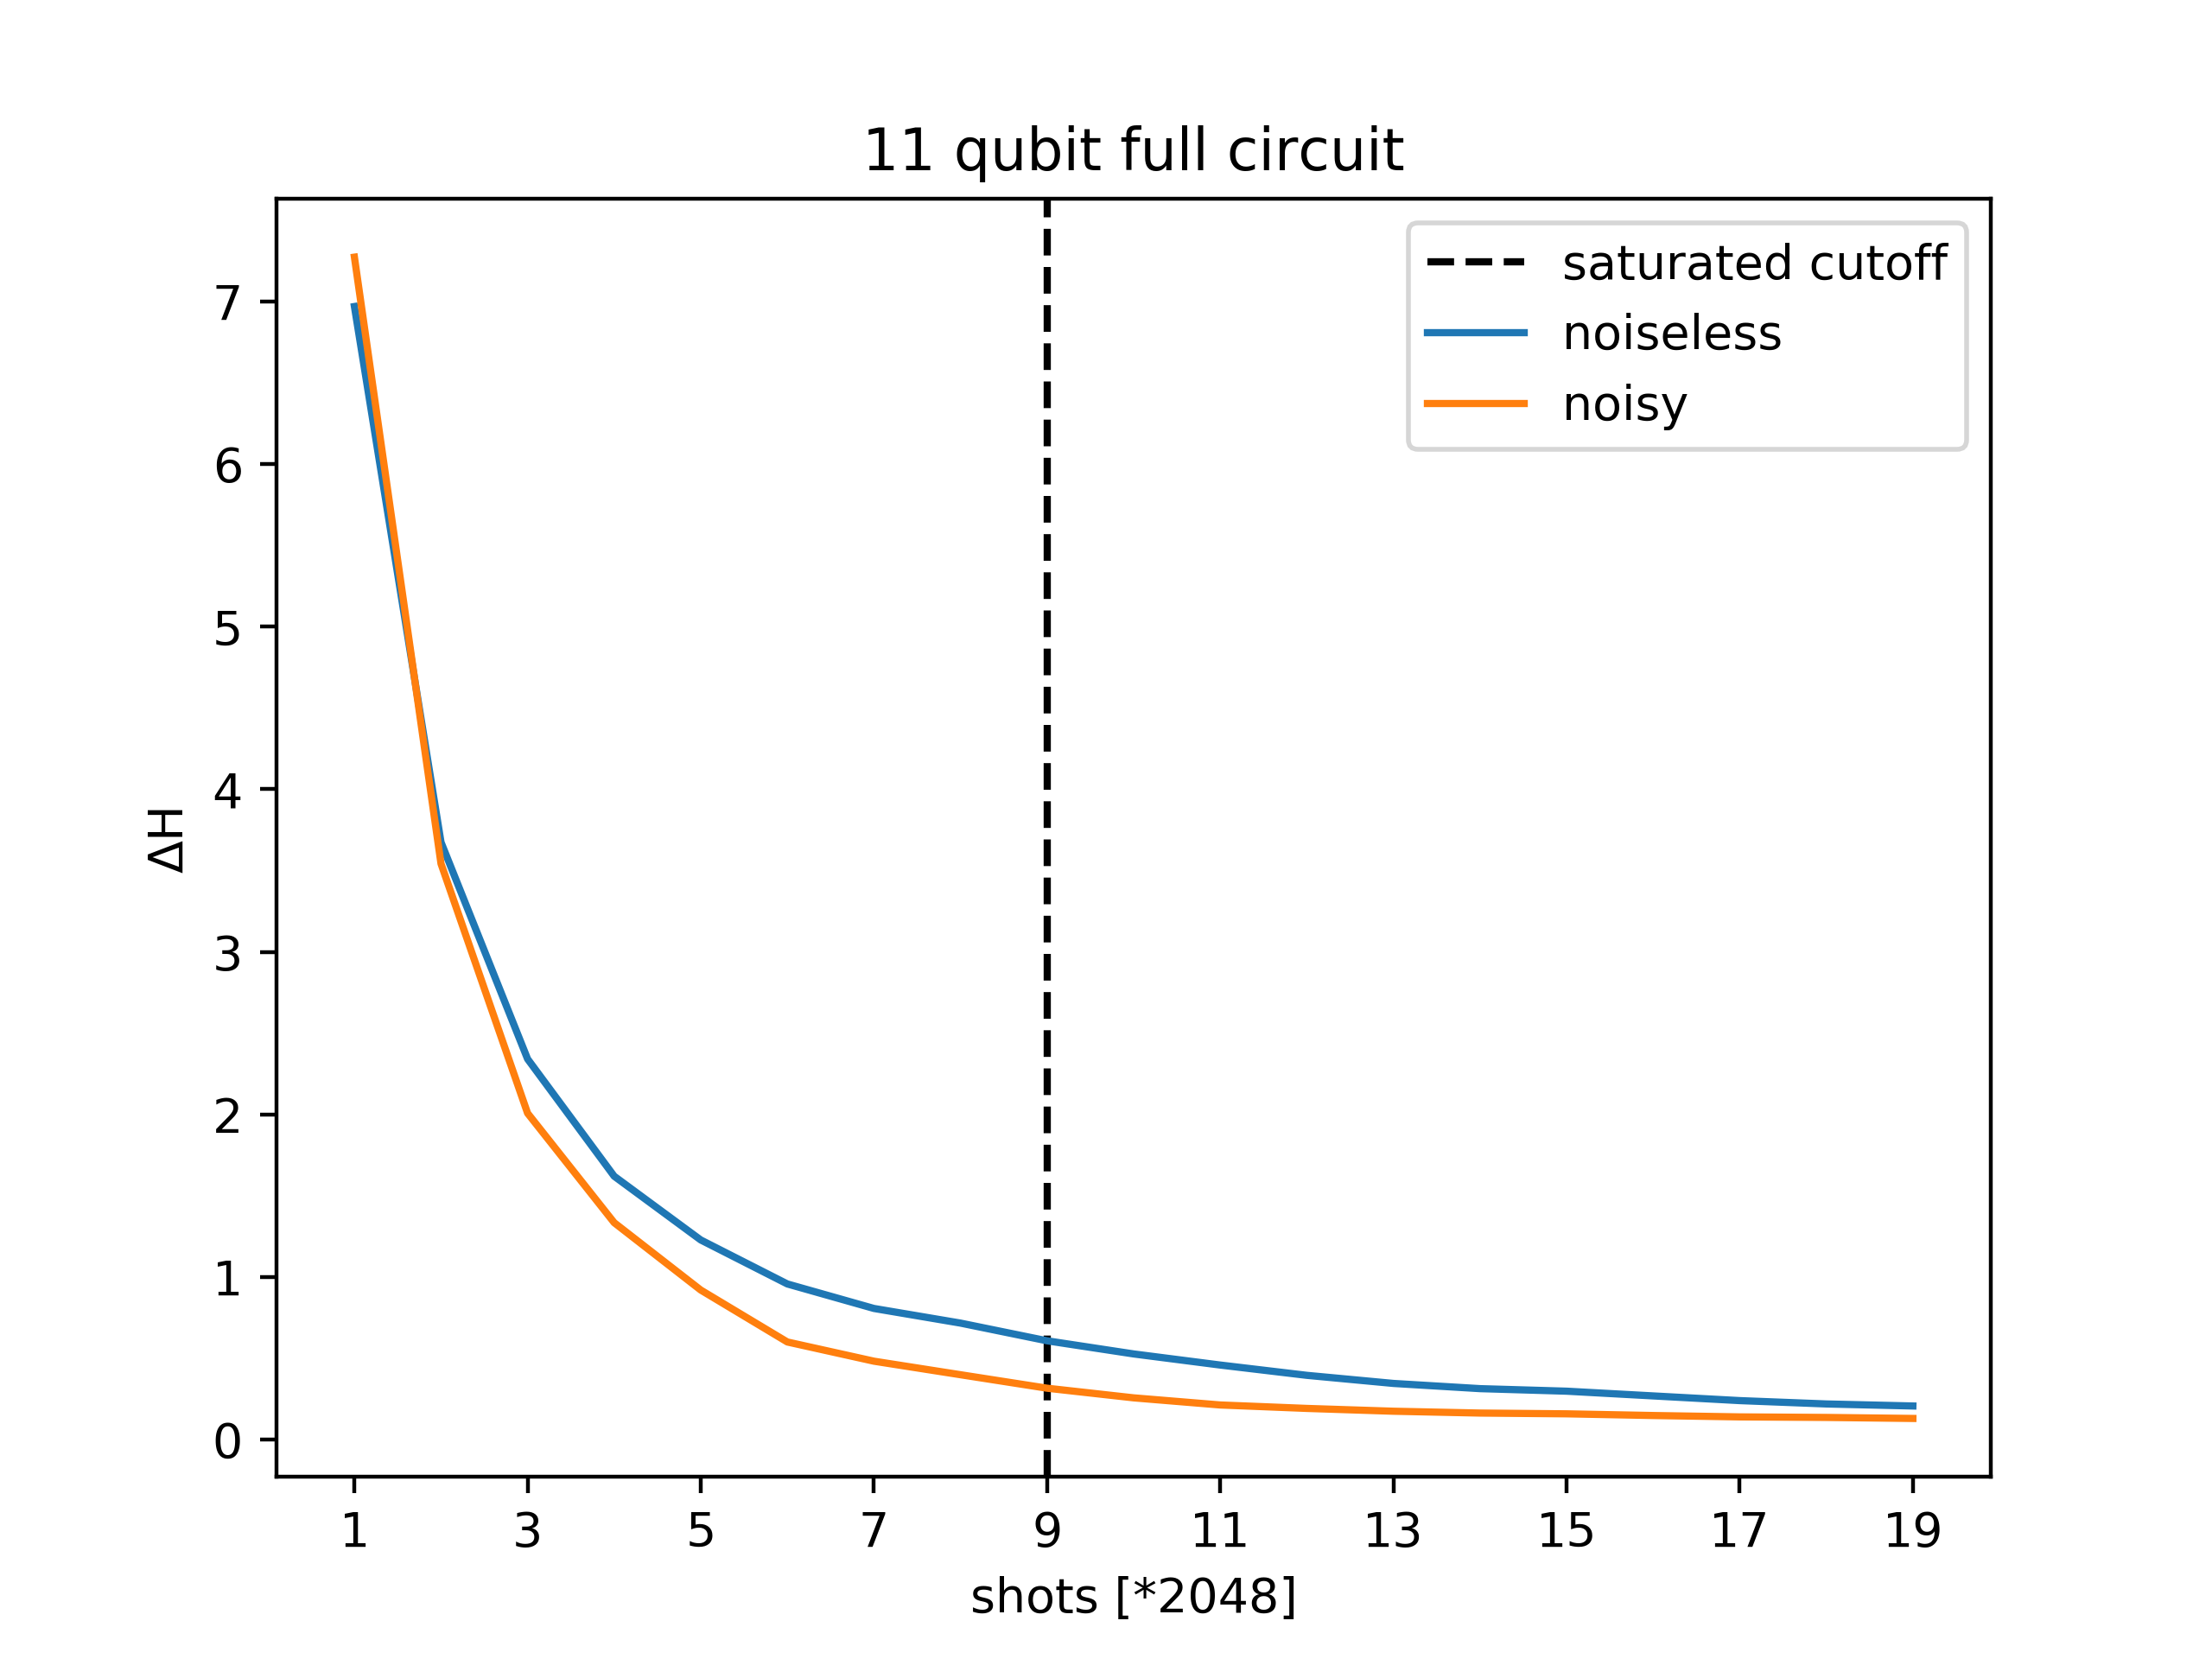 11 qubit full circuit
saturated cutoff
noiseless
noisy
7
6
5
4
3
2
1
0
ΔH
1 3 5 7 9 11 13 15 17 19
shots [*2048]